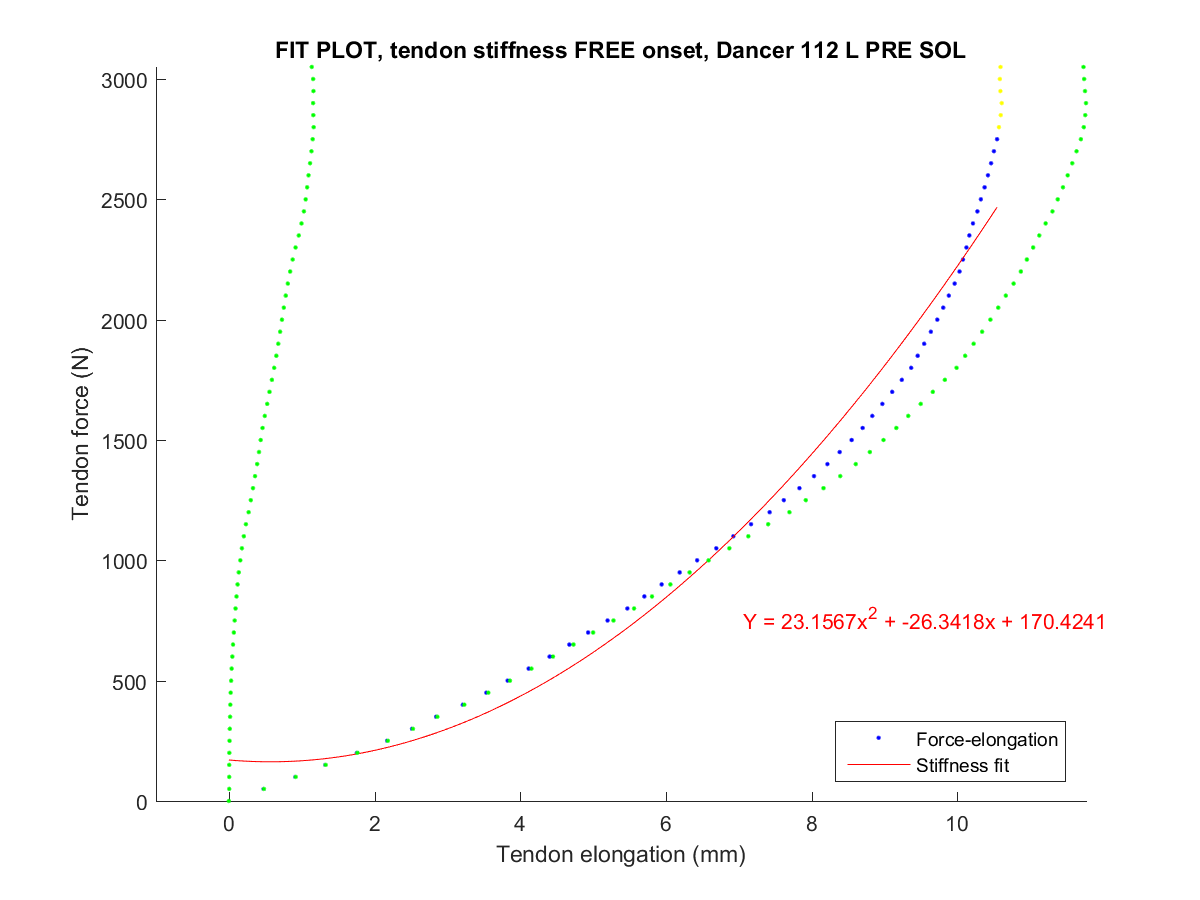 FIT PLOT, tendon stiffness FREE onset, Dancer 112 L PRE SOL
3000
2500
2000
1500
1000
500
0
Tendon force (N)
Y = 23.1567x² + -26.3418x + 170.4241
Force-elongation
Stiffness fit
0 2 4 6 8 10
Tendon elongation (mm)